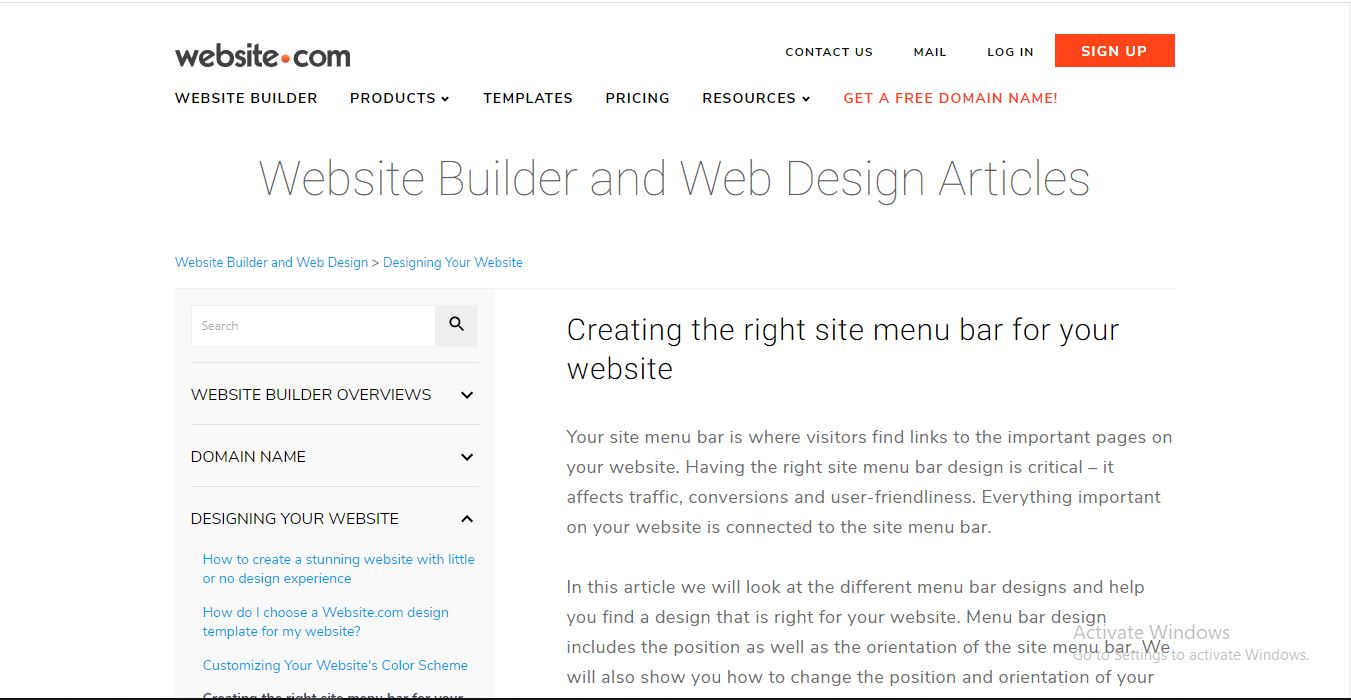 website.com
CONTACT US MAIL LOG IN SIGN UP
WEBSITE BUILDER PRODUCTS TEMPLATES PRICING RESOURCES GET A FREE DOMAIN NAME!
Website Builder and Web Design Articles
Website Builder and Web Design > Designing Your Website
Search
WEBSITE BUILDER OVERVIEWS
DOMAIN NAME
DESIGNING YOUR WEBSITE
How to create a stunning website with little
or no design experience
How do I choose a Website.com design
template for my website?
Customizing Your Website's Color Scheme
Creating the right site menu bar for your
Creating the right site menu bar for your
website
Your site menu bar is where visitors find links to the important pages on
your website. Having the right site menu bar design is critical – it
affects traffic, conversions and user-friendliness. Everything important
on your website is connected to the site menu bar.
In this article we will look at the different menu bar designs and help
you find a design that is right for your website. Menu bar design
includes the position as well as the orientation of the site menu bar. We
will also show you how to change the position and orientation of your
Activate Windows
Go to Settings to activate Windows.